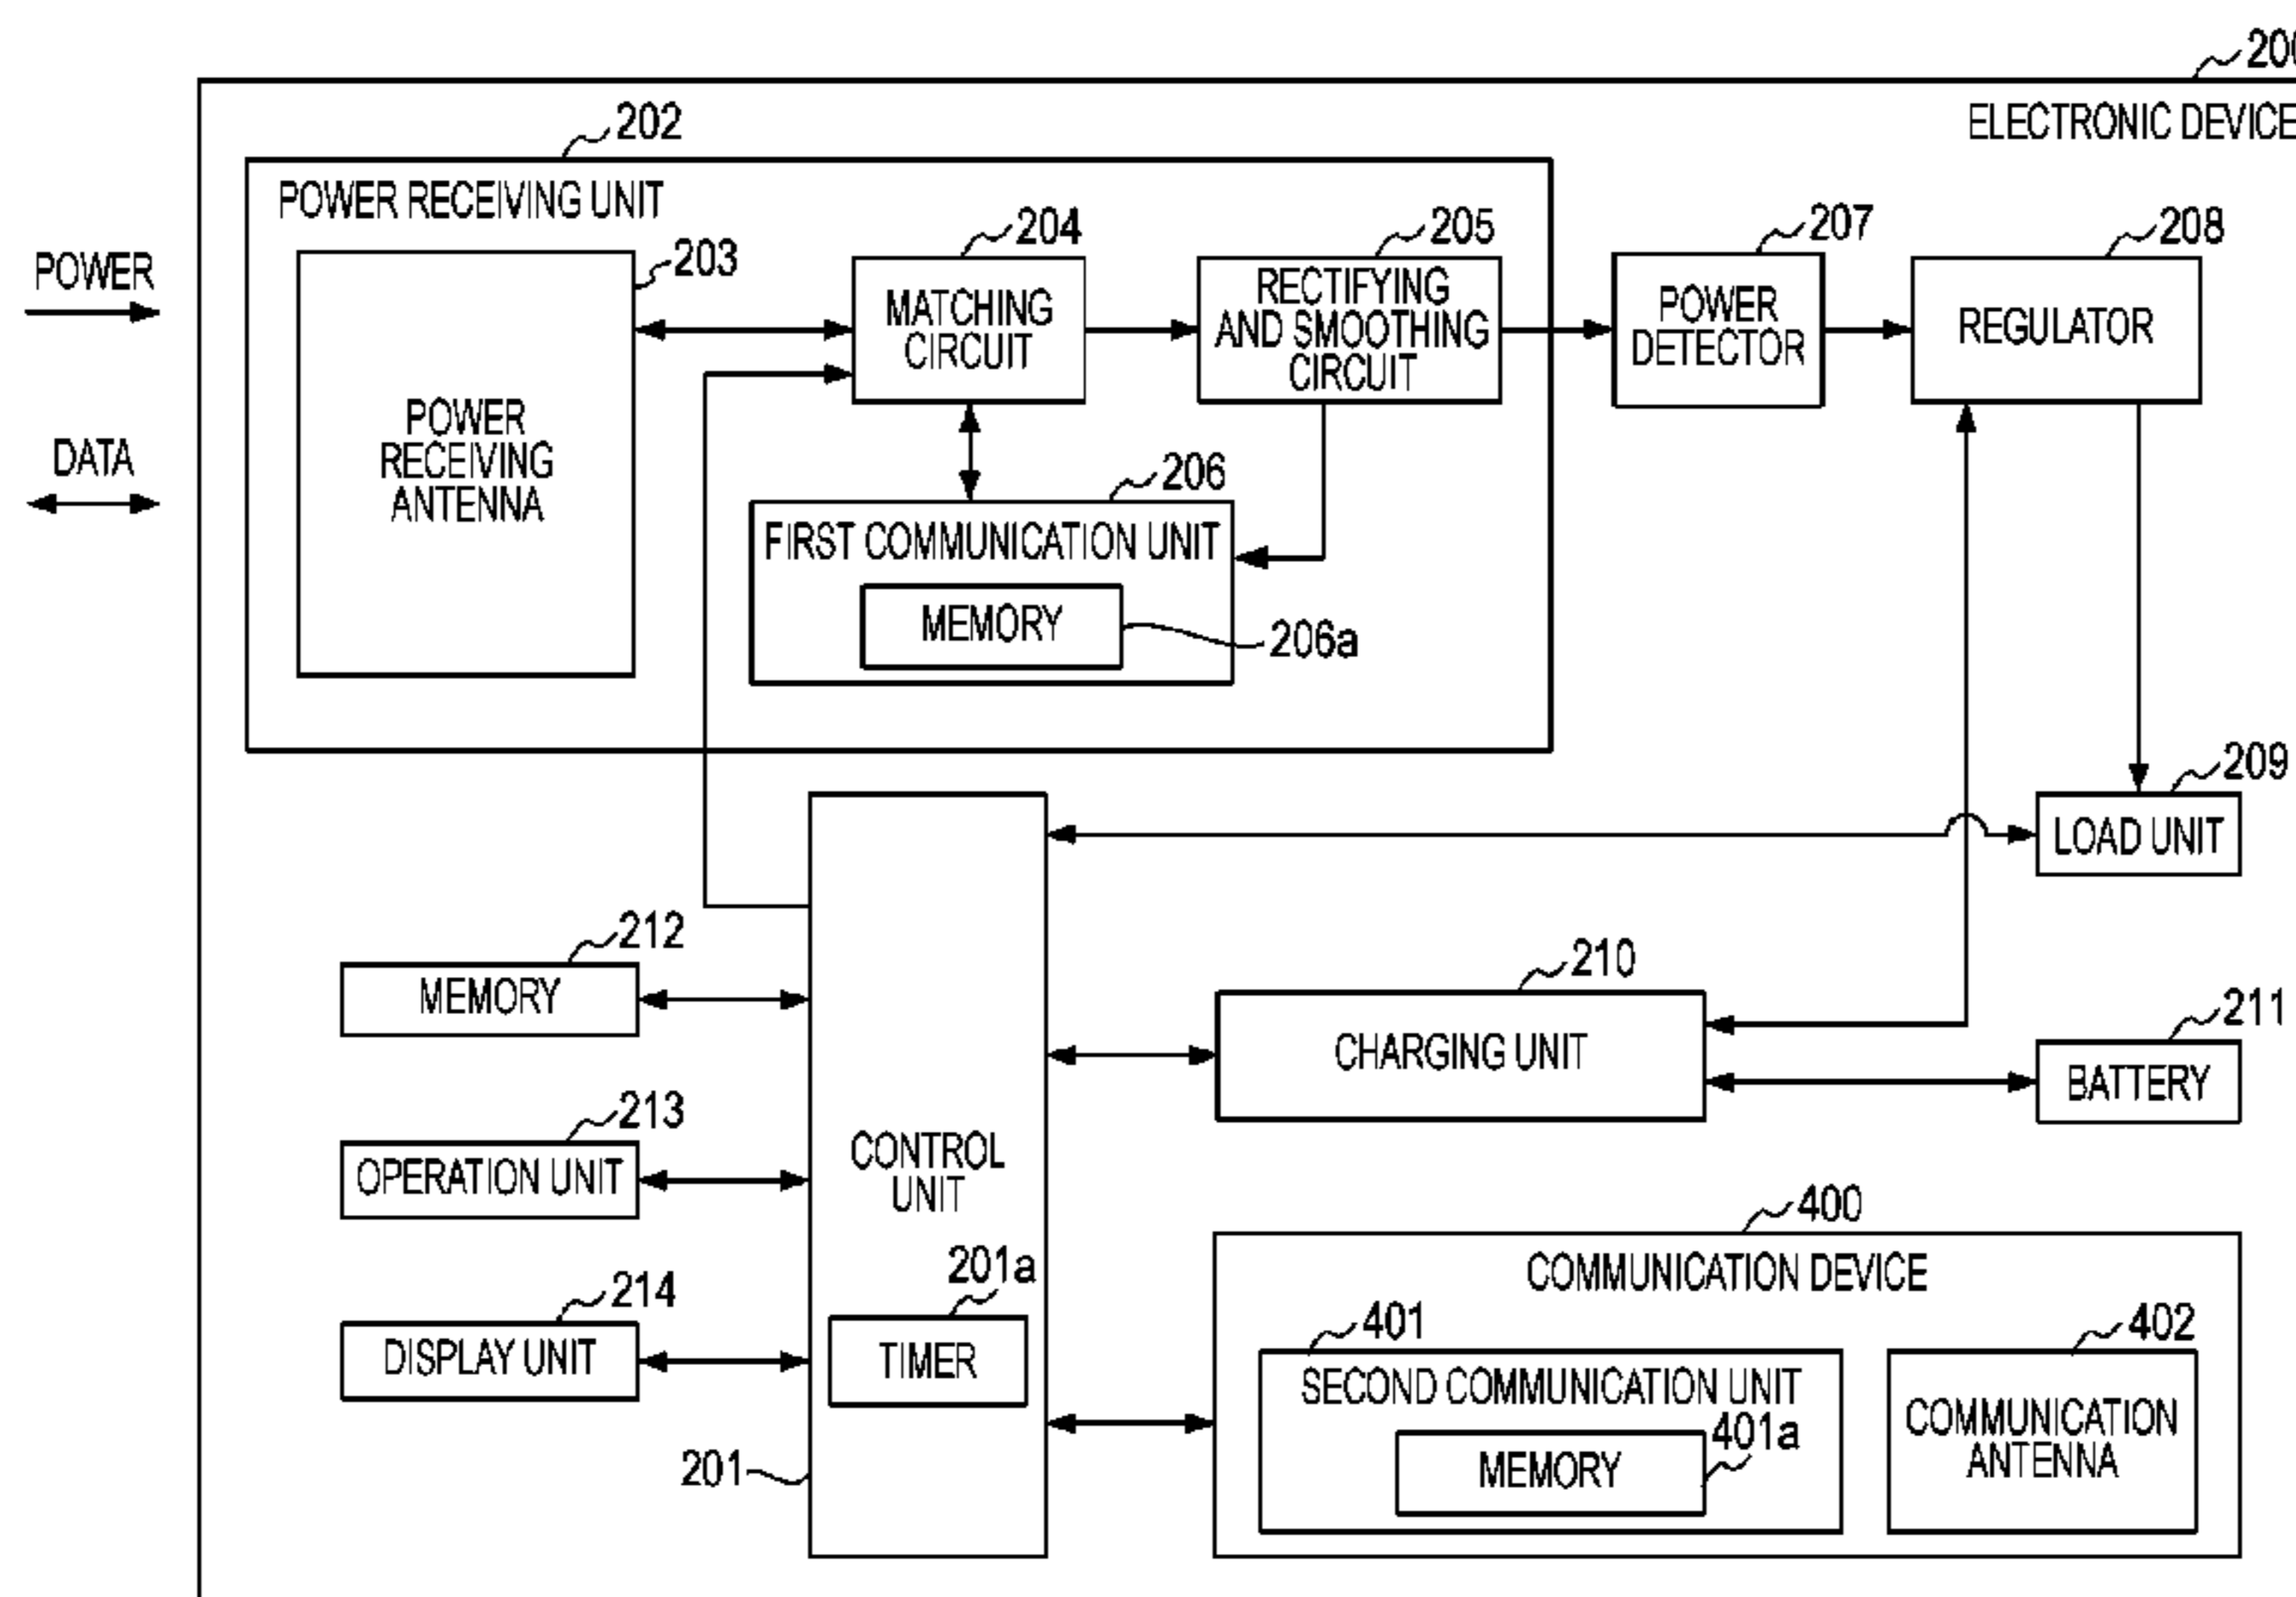 200
ELECTRONIC DEVICE
202
POWER RECEIVING UNIT
POWER
DATA
203
POWER
RECEIVING
ANTENNA
204
MATCHING
CIRCUIT
205
RECTIFYING
AND SMOOTHING
CIRCUIT
206
FIRST COMMUNICATION UNIT
MEMORY
206a
207
POWER
DETECTOR
208
REGULATOR
209
LOAD UNIT
210
CHARGING UNIT
211
BATTERY
212
MEMORY
213
OPERATION UNIT
214
DISPLAY UNIT
CONTROL
UNIT
201a
TIMER
201
400
COMMUNICATION DEVICE
401
SECOND COMMUNICATION UNIT
401a
MEMORY
402
COMMUNICATION
ANTENNA